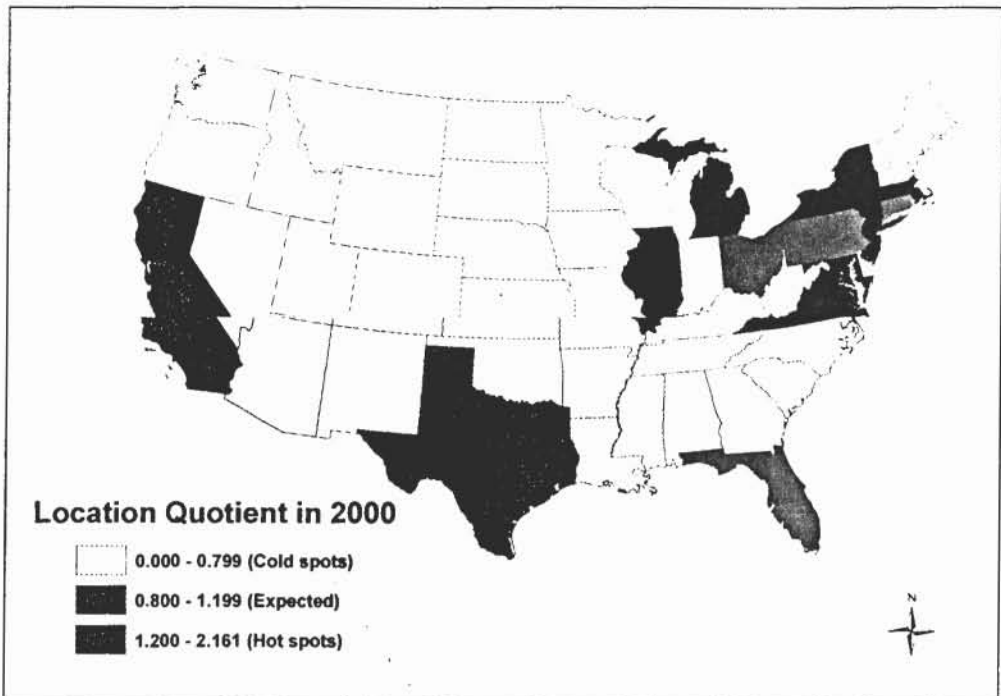 Location Quotient in 2000
0.000 - 0.799 (Cold spots)
0.800 - 1.199 (Expected)
1.200 - 2.161 (Hot spots)
N